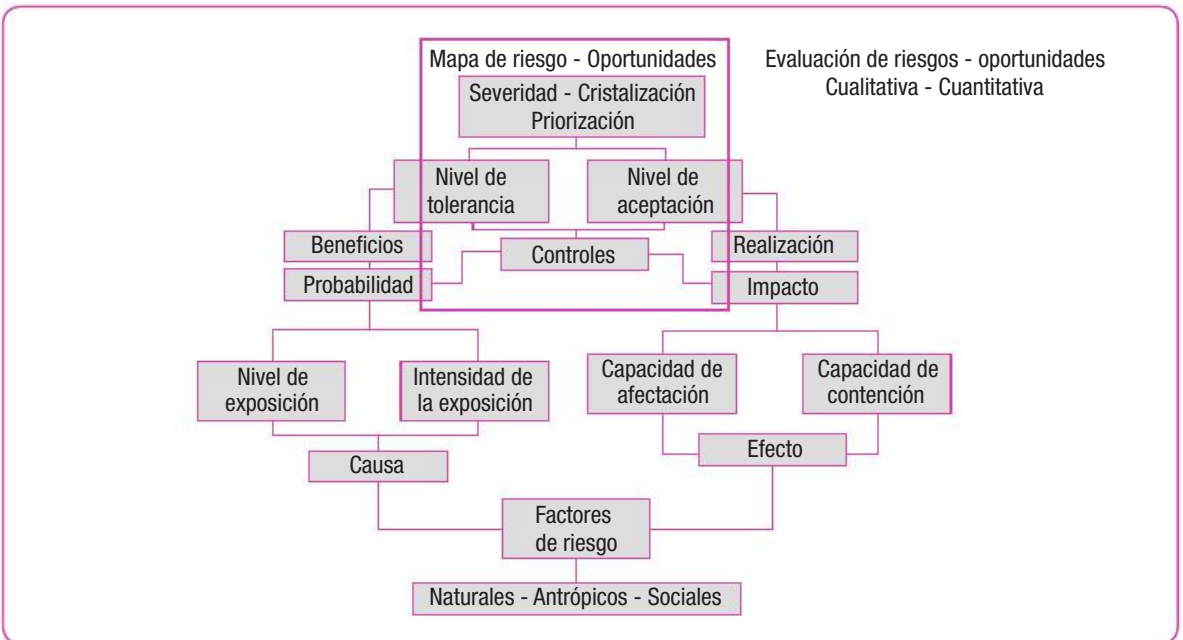 Mapa de riesgo - Oportunidades
Evaluación de riesgos - oportunidades
Cualitativa - Cuantitativa
Severidad - Cristalización
Priorización
Nivel de
tolerancia
Nivel de
aceptación
Beneficios
Controles
Realización
Probabilidad
Impacto
Nivel de
exposición
Intensidad de
la exposición
Capacidad de
afectación
Capacidad de
contención
Causa
Efecto
Factores
de riesgo
Naturales - Antrópicos - Sociales